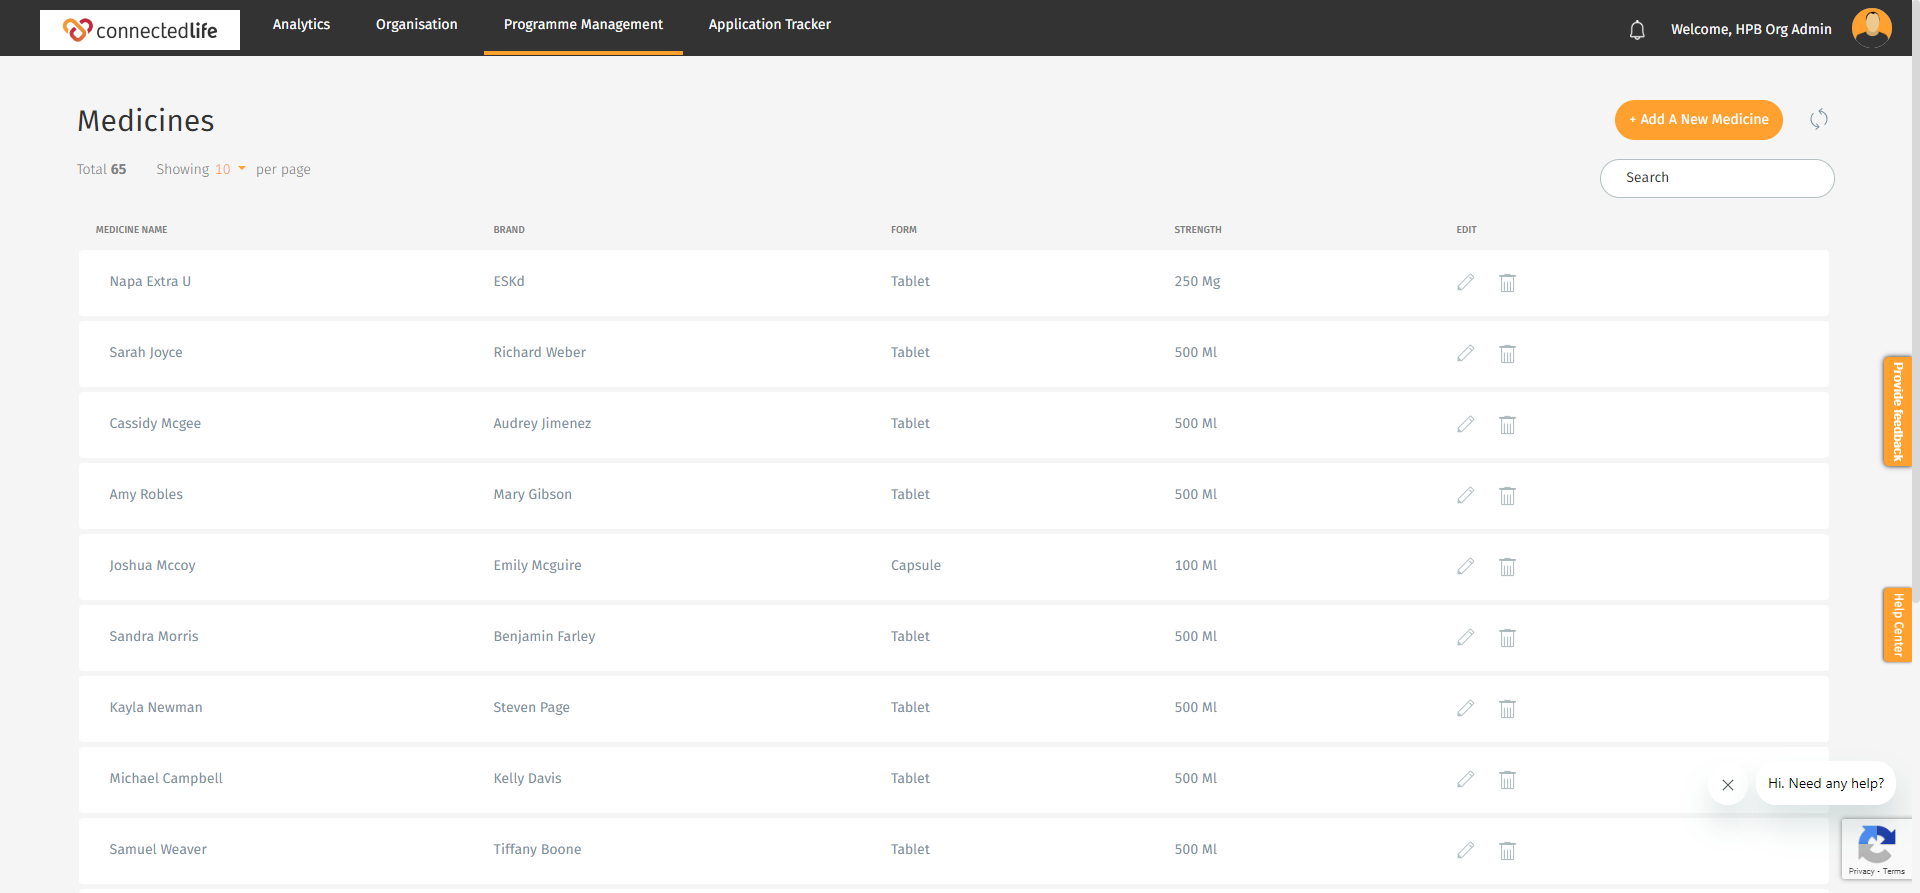 connectedlife
Analytics
Organisation
Programme Management
Application Tracker
Welcome, HPB Org Admin
Medicines
+ Add A New Medicine
Total 65 Showing 10 per page
Search
MEDICINE NAME BRAND FORM STRENGTH EDIT
Napa Extra U ESKd Tablet 250 Mg
Sarah Joyce Richard Weber Tablet 500 Ml
Cassidy Mcgee Audrey Jimenez Tablet 500 Ml
Amy Robles Mary Gibson Tablet 500 Ml
Joshua Mccoy Emily Mcguire Capsule 100 Ml
Sandra Morris Benjamin Farley Tablet 500 Ml
Kayla Newman Steven Page Tablet 500 Ml
Michael Campbell Kelly Davis Tablet 500 Ml
Samuel Weaver Tiffany Boone Tablet 500 Ml
Provide feedback
Help Center
Hi. Need any help?
Privacy - Terms